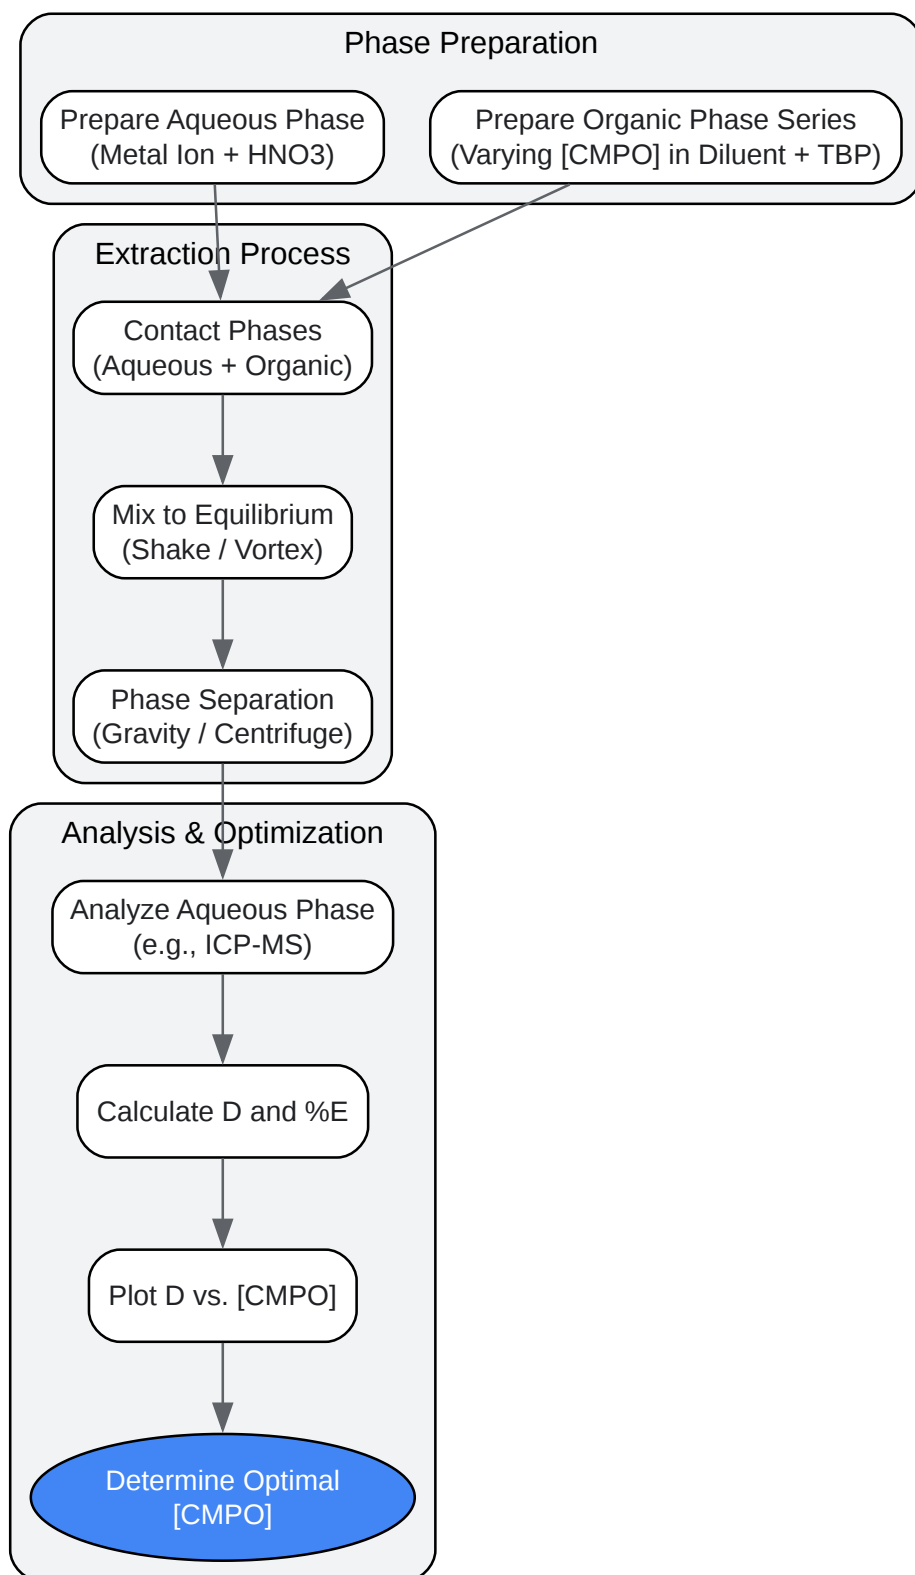 Phase Preparation
Prepare Aqueous Phase
(Metal Ion + HNO3)
Prepare Organic Phase Series
(Varying [CMPO] in Diluent + TBP)
Extraction Process
Contact Phases
(Aqueous + Organic)
Mix to Equilibrium
(Shake / Vortex)
Phase Separation
(Gravity / Centrifuge)
Analysis & Optimization
Analyze Aqueous Phase
(e.g., ICP-MS)
Calculate D and %E
Plot D vs. [CMPO]
Determine Optimal
[CMPO]